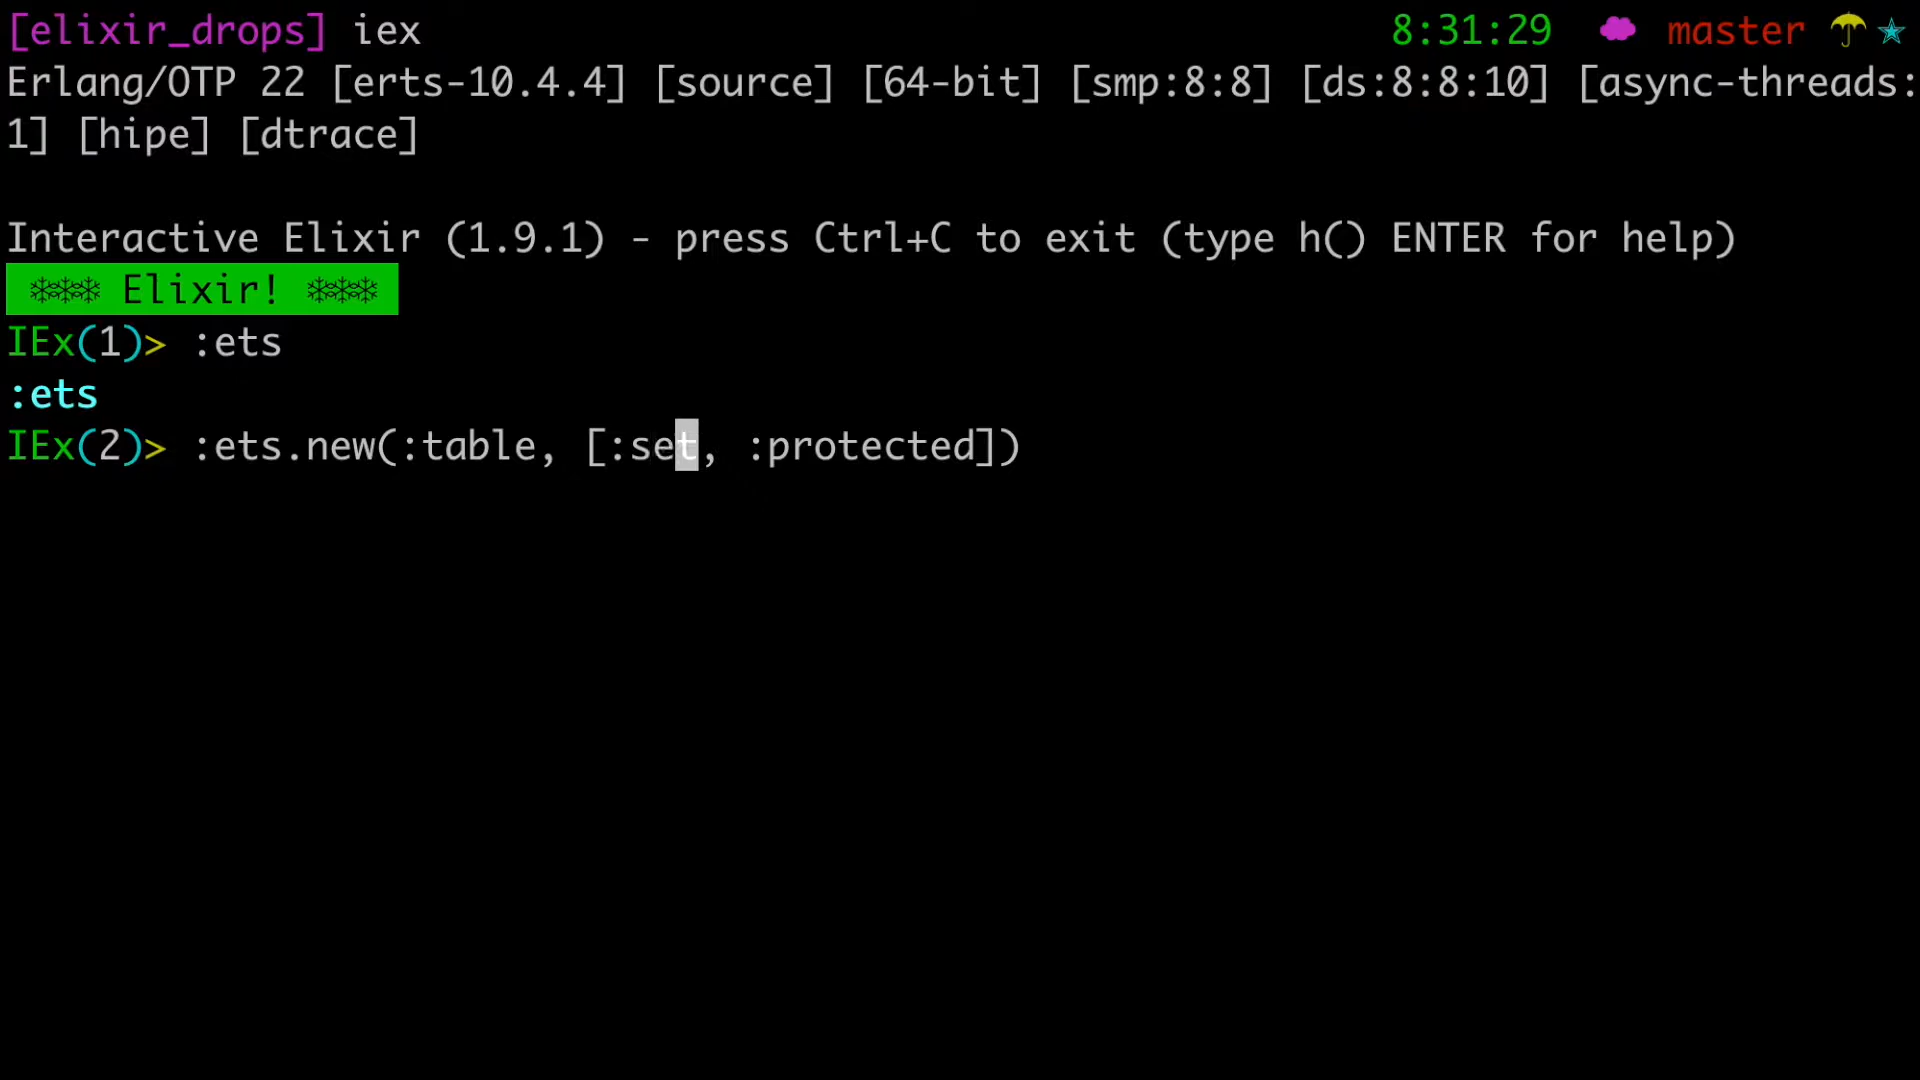 [elixir_drops] iex 8:31:29 master
Erlang/OTP 22 [erts-10.4.4] [source] [64-bit] [smp:8:8] [ds:8:8:10] [async-threads:
1] [hipe] [dtrace]
Interactive Elixir (1.9.1) - press Ctrl+C to exit (type h() ENTER for help)
❄❄❄ Elixir! ❄❄❄
IEx(1)> :ets
:ets
IEx(2)> :ets.new(:table, [:set, :protected])